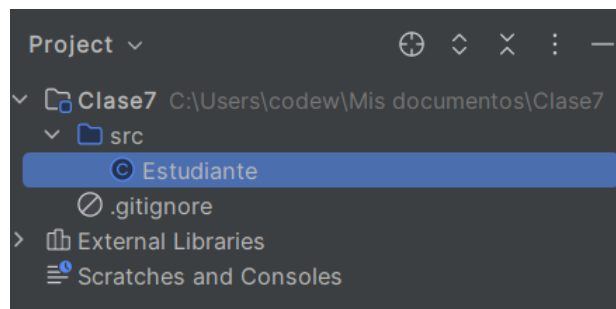 Project
Clase7 C:\Users\codew\Mis documentos\Clase7
src
Estudiante
.gitignore
External Libraries
Scratches and Consoles